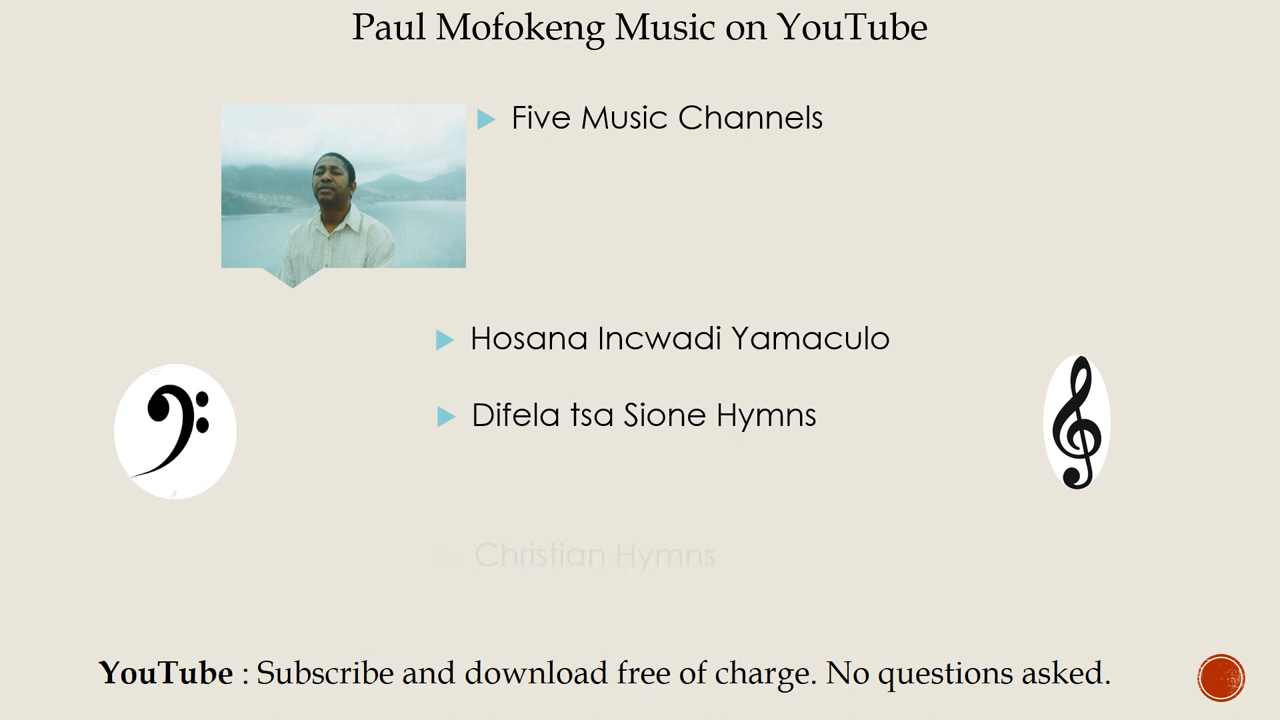 Paul Mofokeng Music on YouTube
Five Music Channels
Hosana Incwadi Yamaculo
Difela tsa Sione Hymns
Christian Hymns
YouTube : Subscribe and download free of charge. No questions asked.